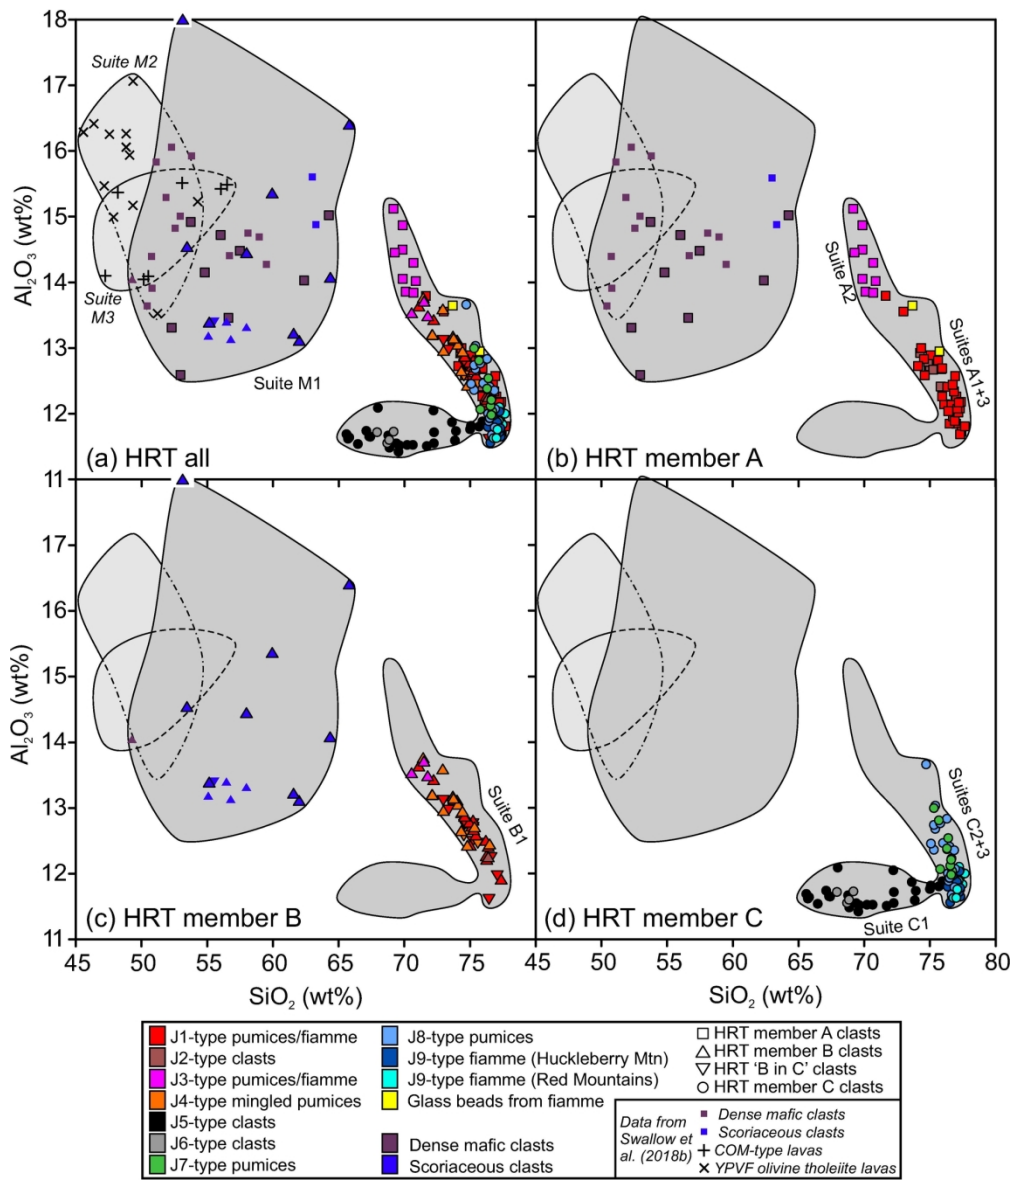 18
17
16
15
14
13
12
11
Al₂O₃ (wt%)
Suite M2
Suite M3
Suite M1
(a) HRT all
Suite A2
Suites A1+3
(b) HRT member A
11
17
16
15
14
13
12
11
Al₂O₃ (wt%)
Suite B1
(c) HRT member B
Suites C2+3
Suite C1
(d) HRT member C
45 50 55 60 65 70 75 45 50 55 60 65 70 75 80
SiO₂ (wt%) SiO₂ (wt%)
J1-type pumices/fiamme
J2-type clasts
J3-type pumices/fiamme
J4-type mingled pumices
J5-type clasts
J6-type clasts
J7-type pumices
J8-type pumices
J9-type fiamme (Huckleberry Mtn)
J9-type fiamme (Red Mountains)
Glass beads from fiamme
Dense mafic clasts
Scoriaceous clasts
HRT member A clasts
HRT member B clasts
HRT ‘B in C’ clasts
HRT member C clasts
Data from
Swallow et
al. (2018b)
Dense mafic clasts
Scoriaceous clasts
COM-type lavas
YPVF olivine tholeiite lavas